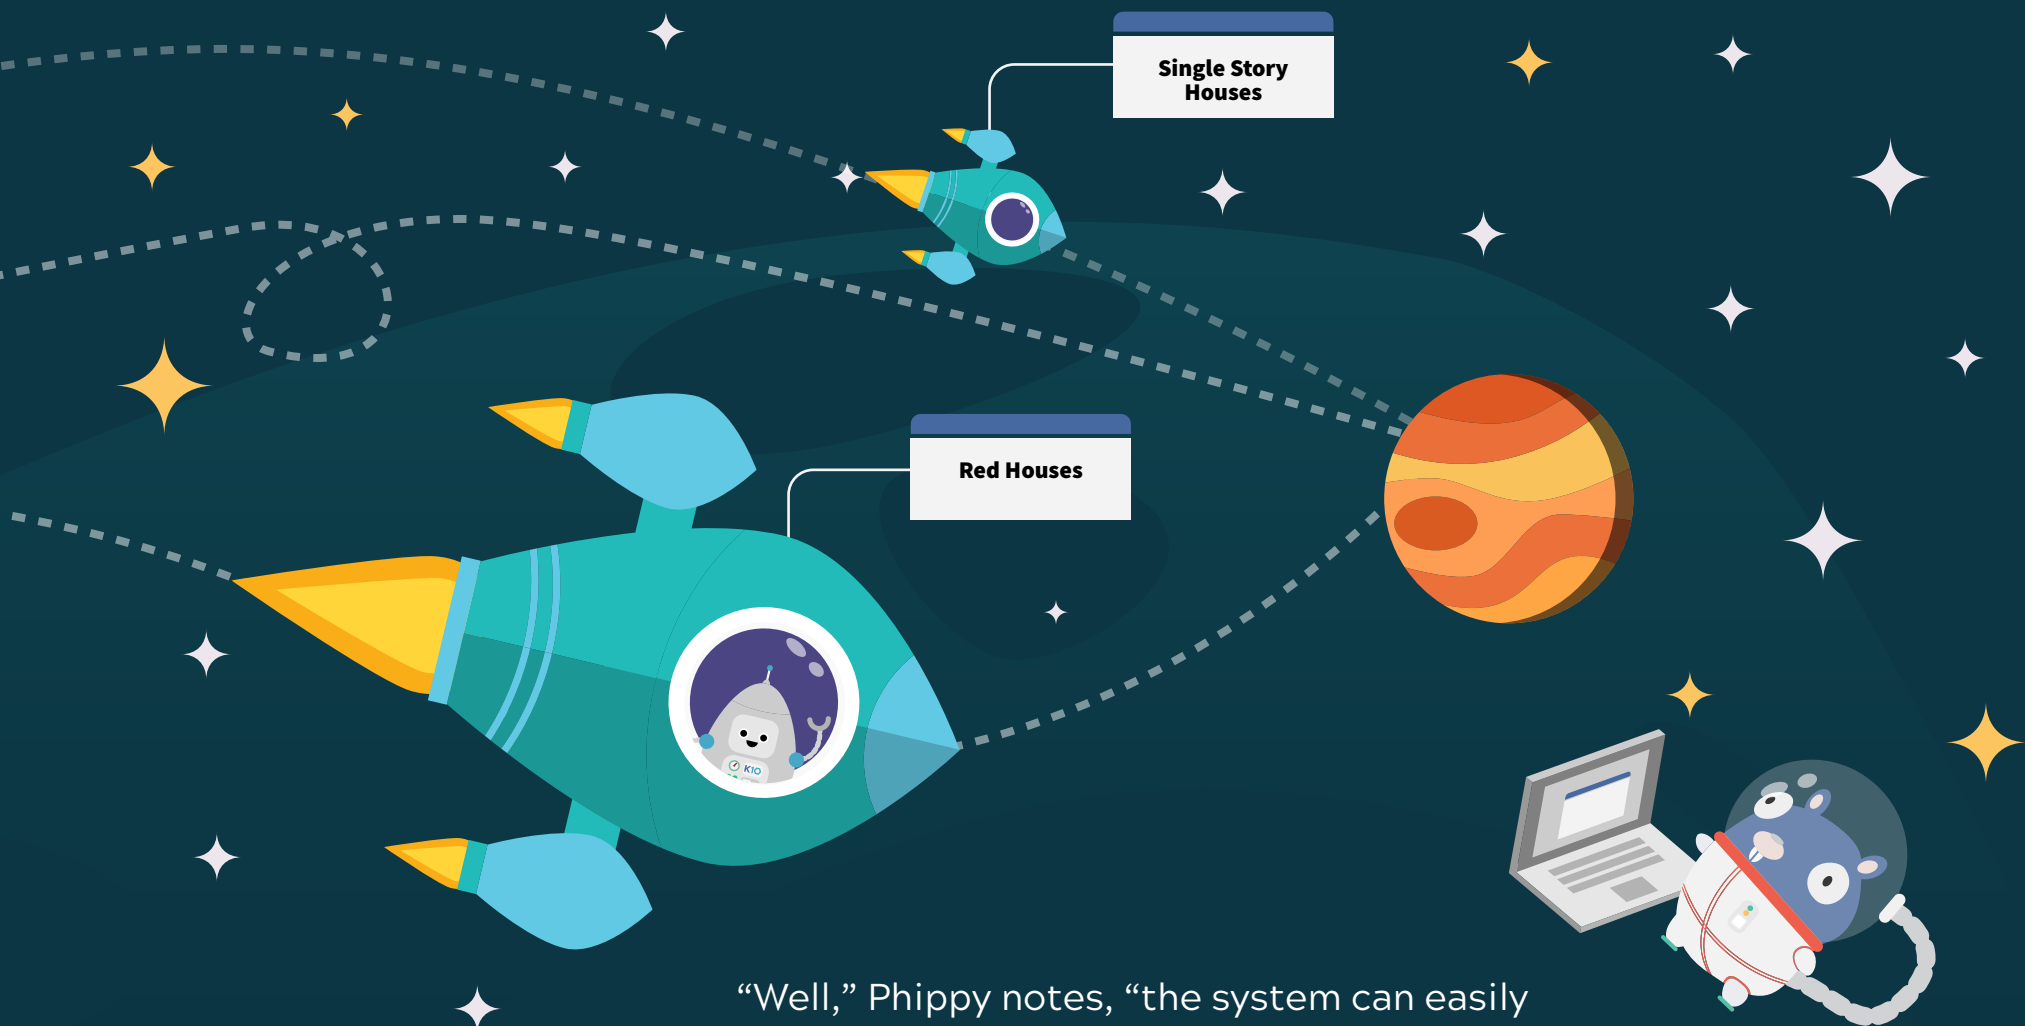 Single Story
Houses
Red Houses
K10
“Well,” Phippy notes, “the system can easily